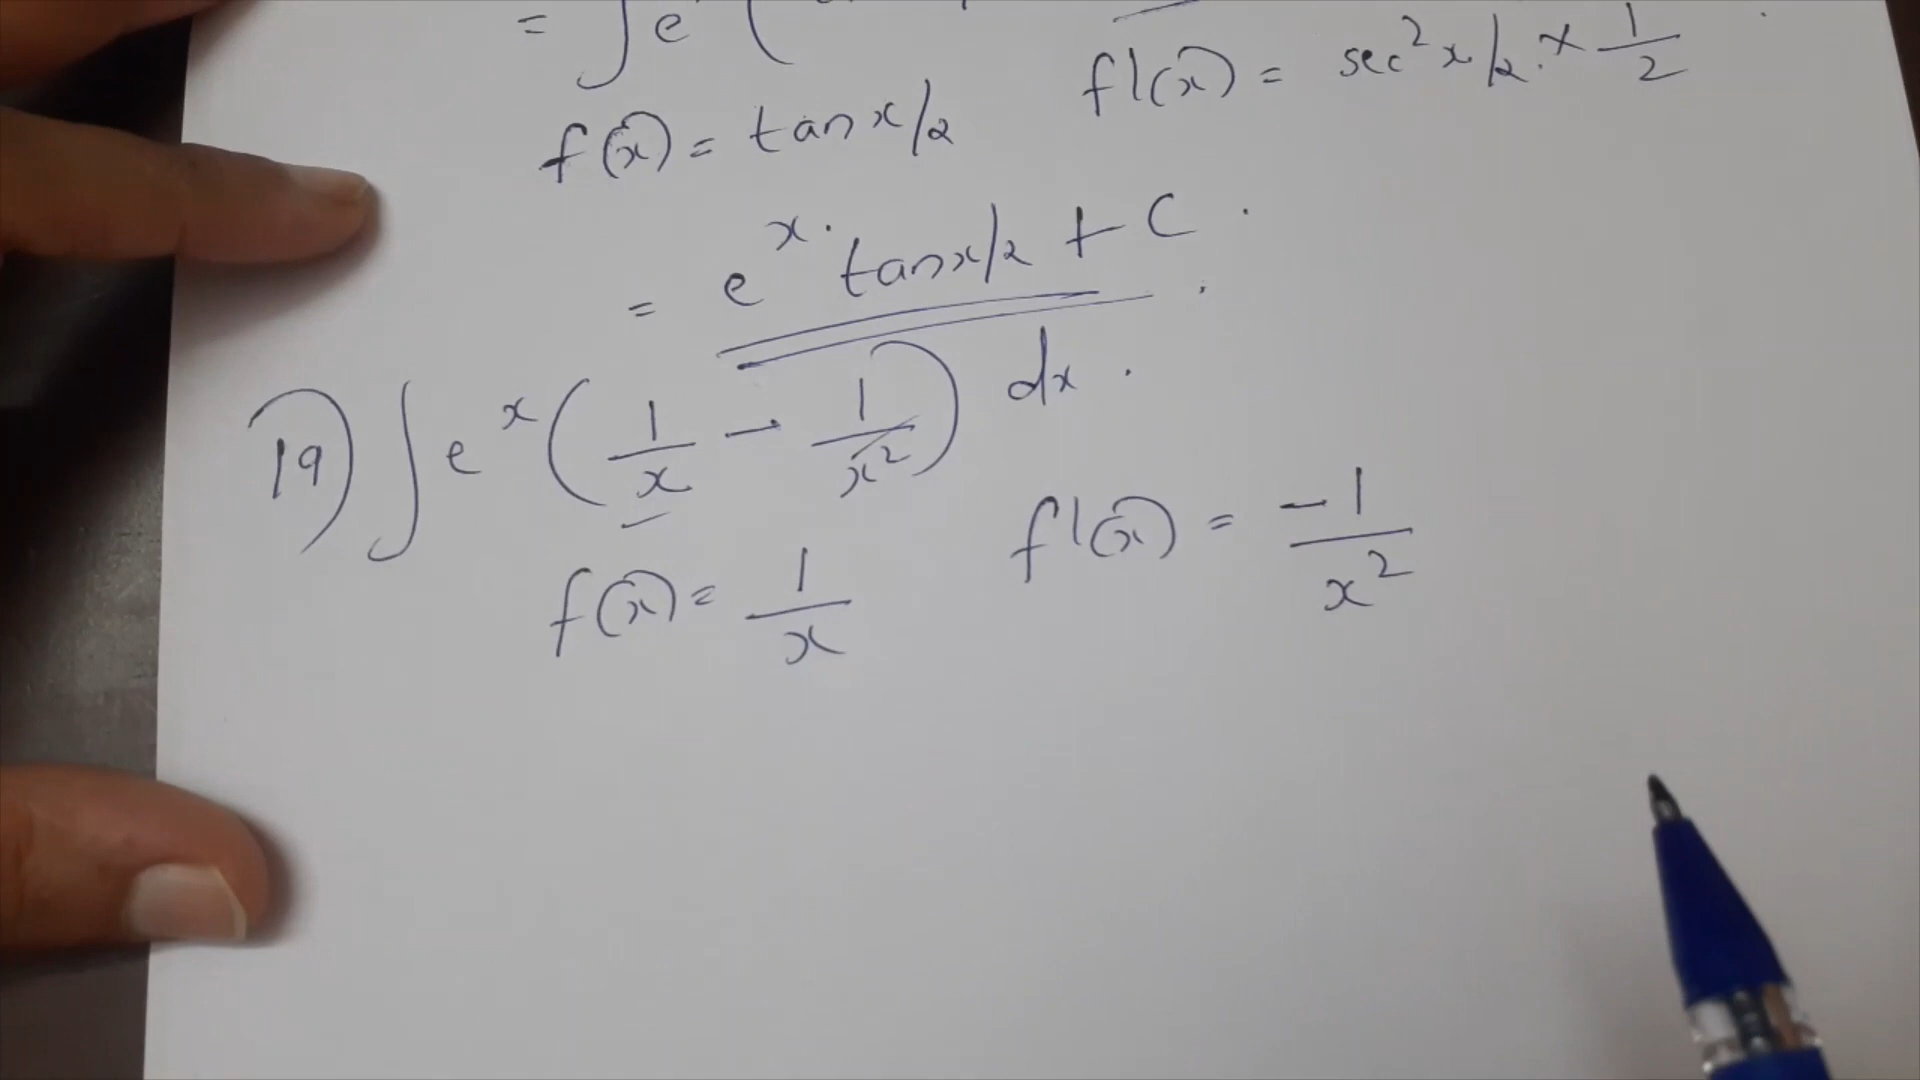 = ∫ e (
f(x) = tan x/2    f'(x) = sec² x/2 . × 1/2
= e^x . tan x/2 + C .
19) ∫ e^x ( 1/x - 1/x² ) dx .
f(x) = 1/x    f'(x) = -1/x²